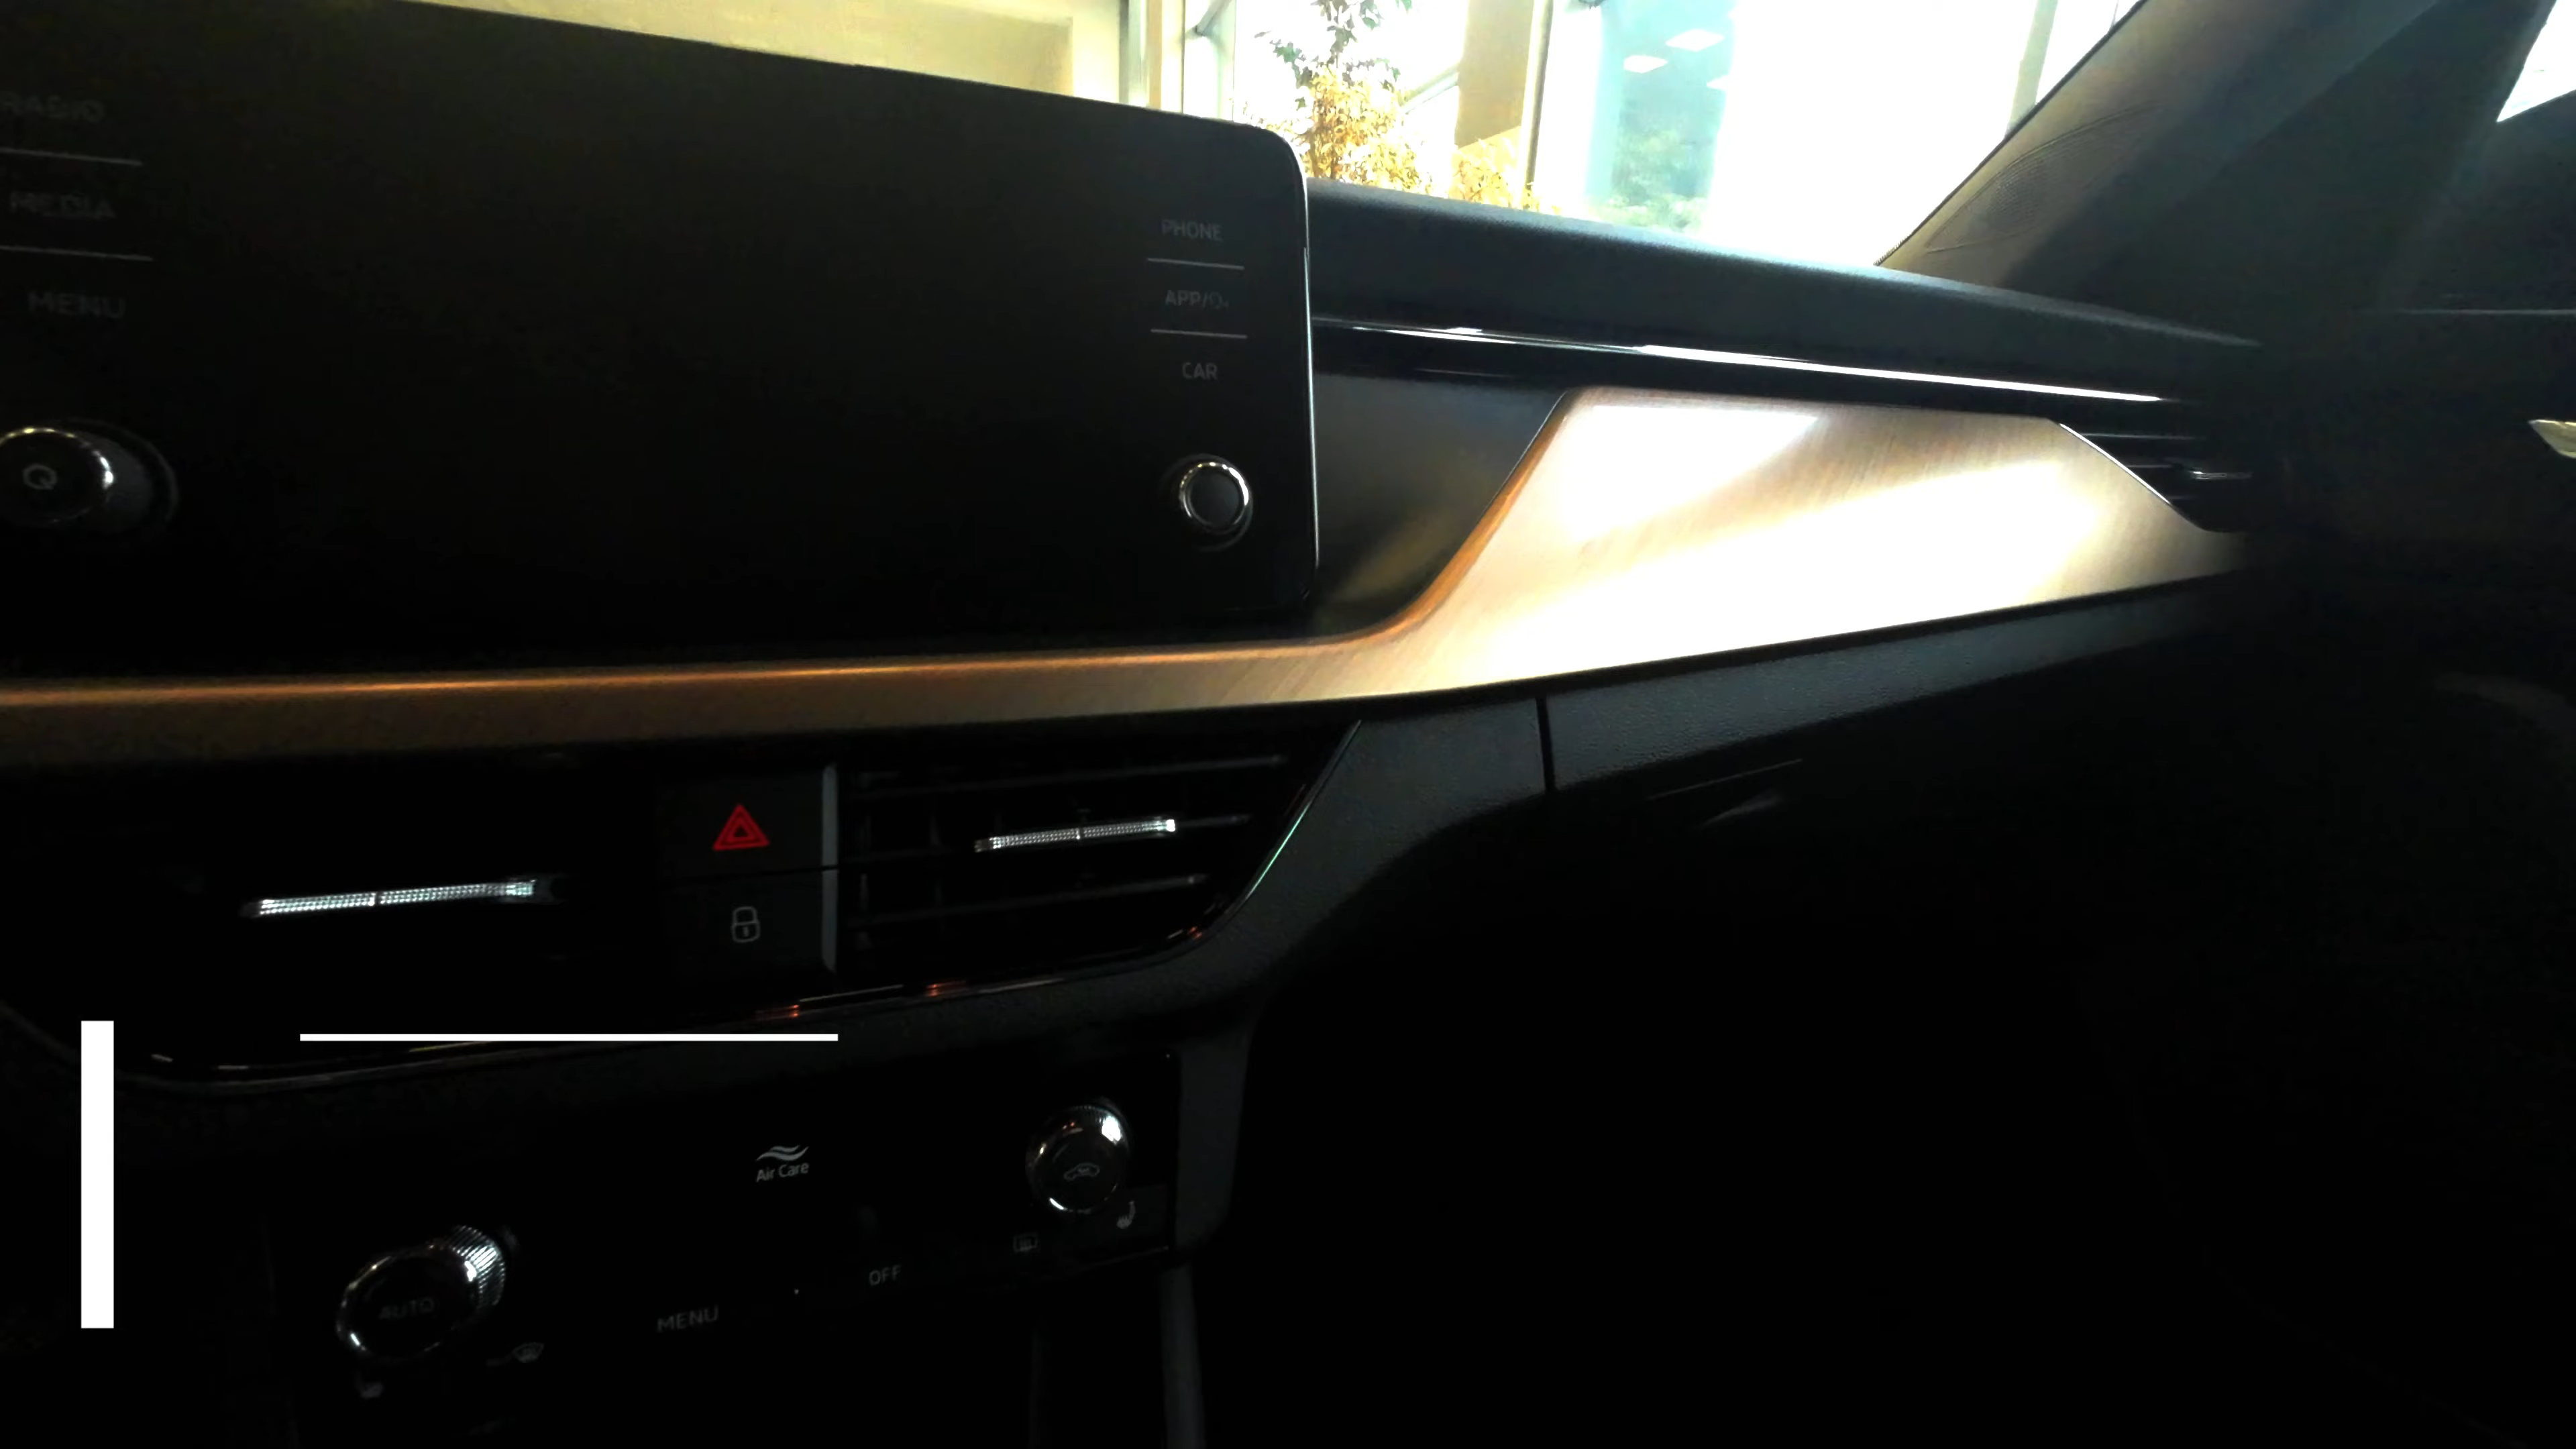 RADIO
MEDIA
MENU
PHONE
APP/
CAR
Air Care
AUTO
MENU
OFF